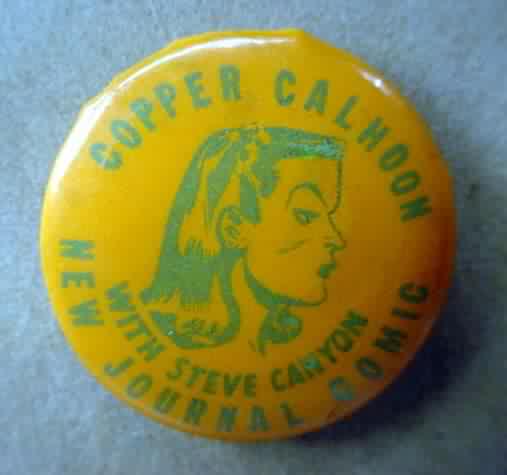 COPPER CALHOON
WITH STEVE CANYON
NEW JOURNAL COMIC